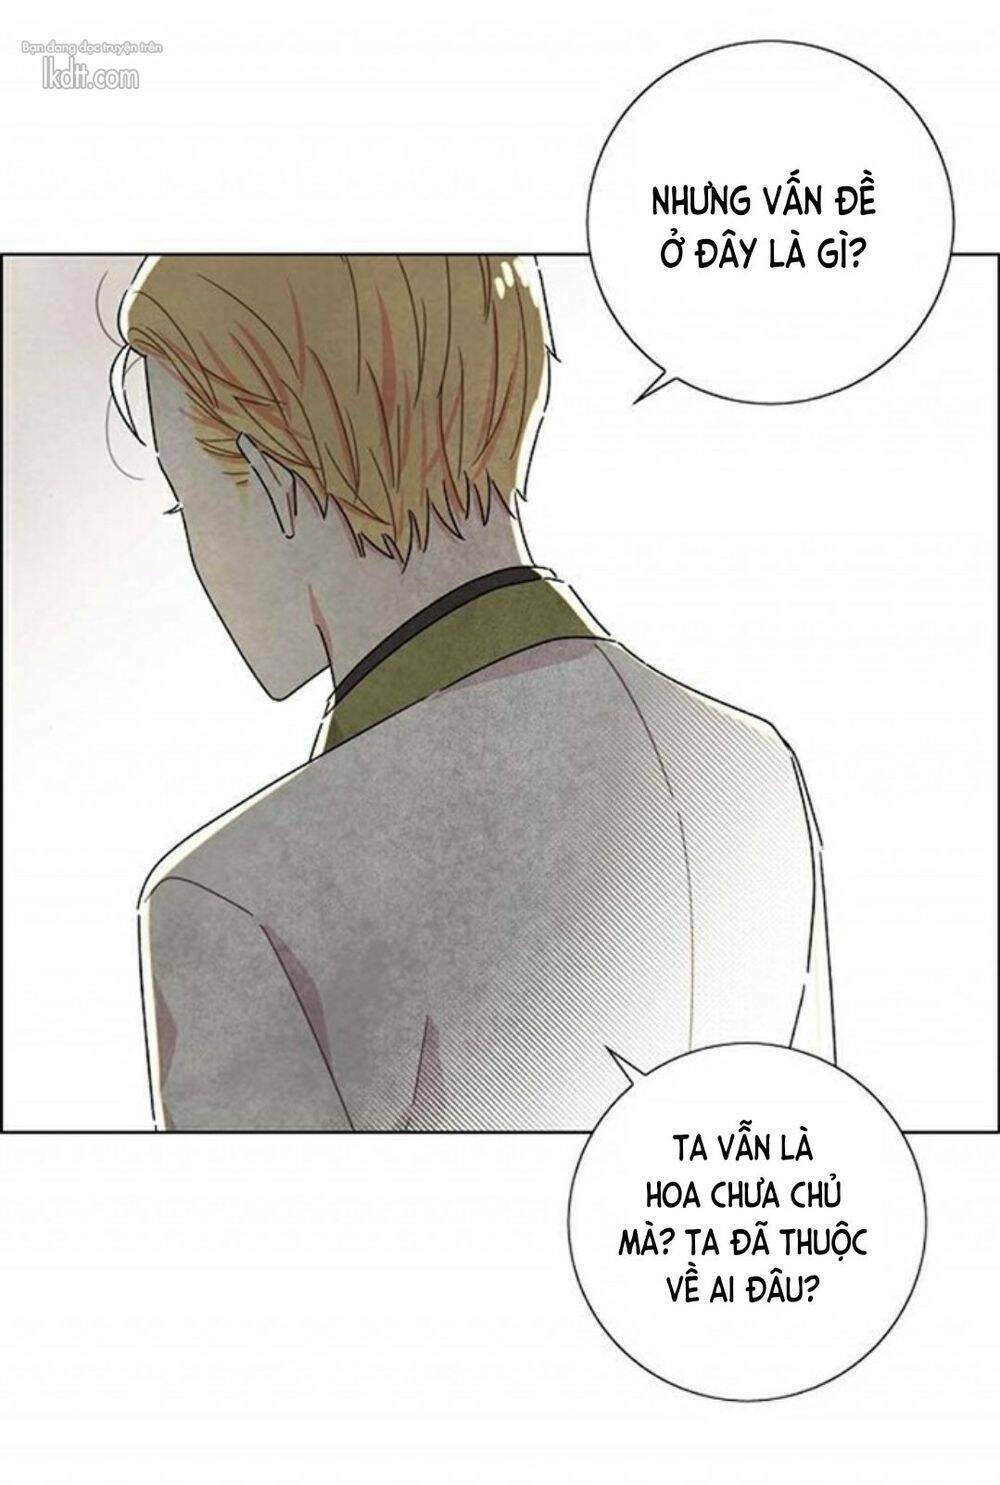 Bạn đang đọc truyện trên
lkdtt.com
NHƯNG VẤN ĐỀ
Ở ĐÂY LÀ GÌ?
TA VẪN LÀ
HOA CHƯA CHỦ
MÀ? TA ĐÃ THUỘC
VỀ AI ĐÂU?